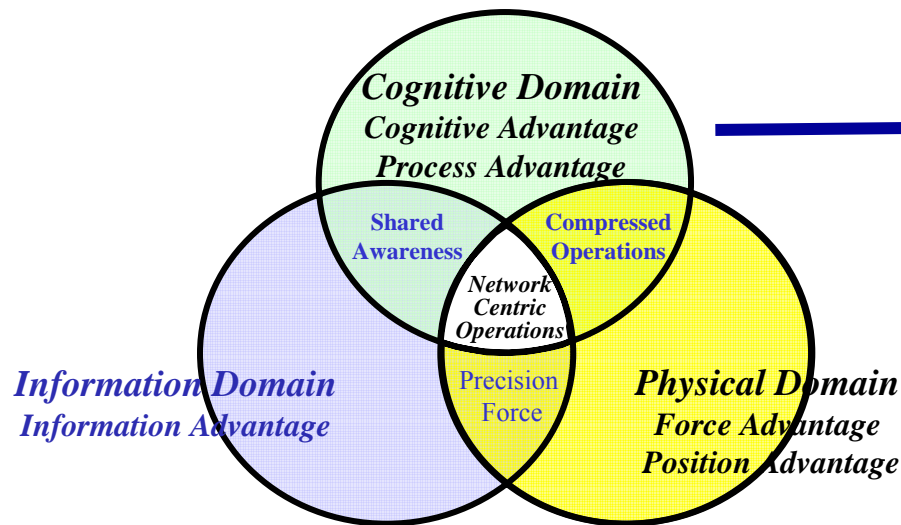 Cognitive Domain
Cognitive Advantage
Process Advantage
Shared
Awareness
Compressed
Operations
Network
Centric
Operations
Information Domain
Information Advantage
Precision
Force
Physical Domain
Force Advantage
Position Advantage